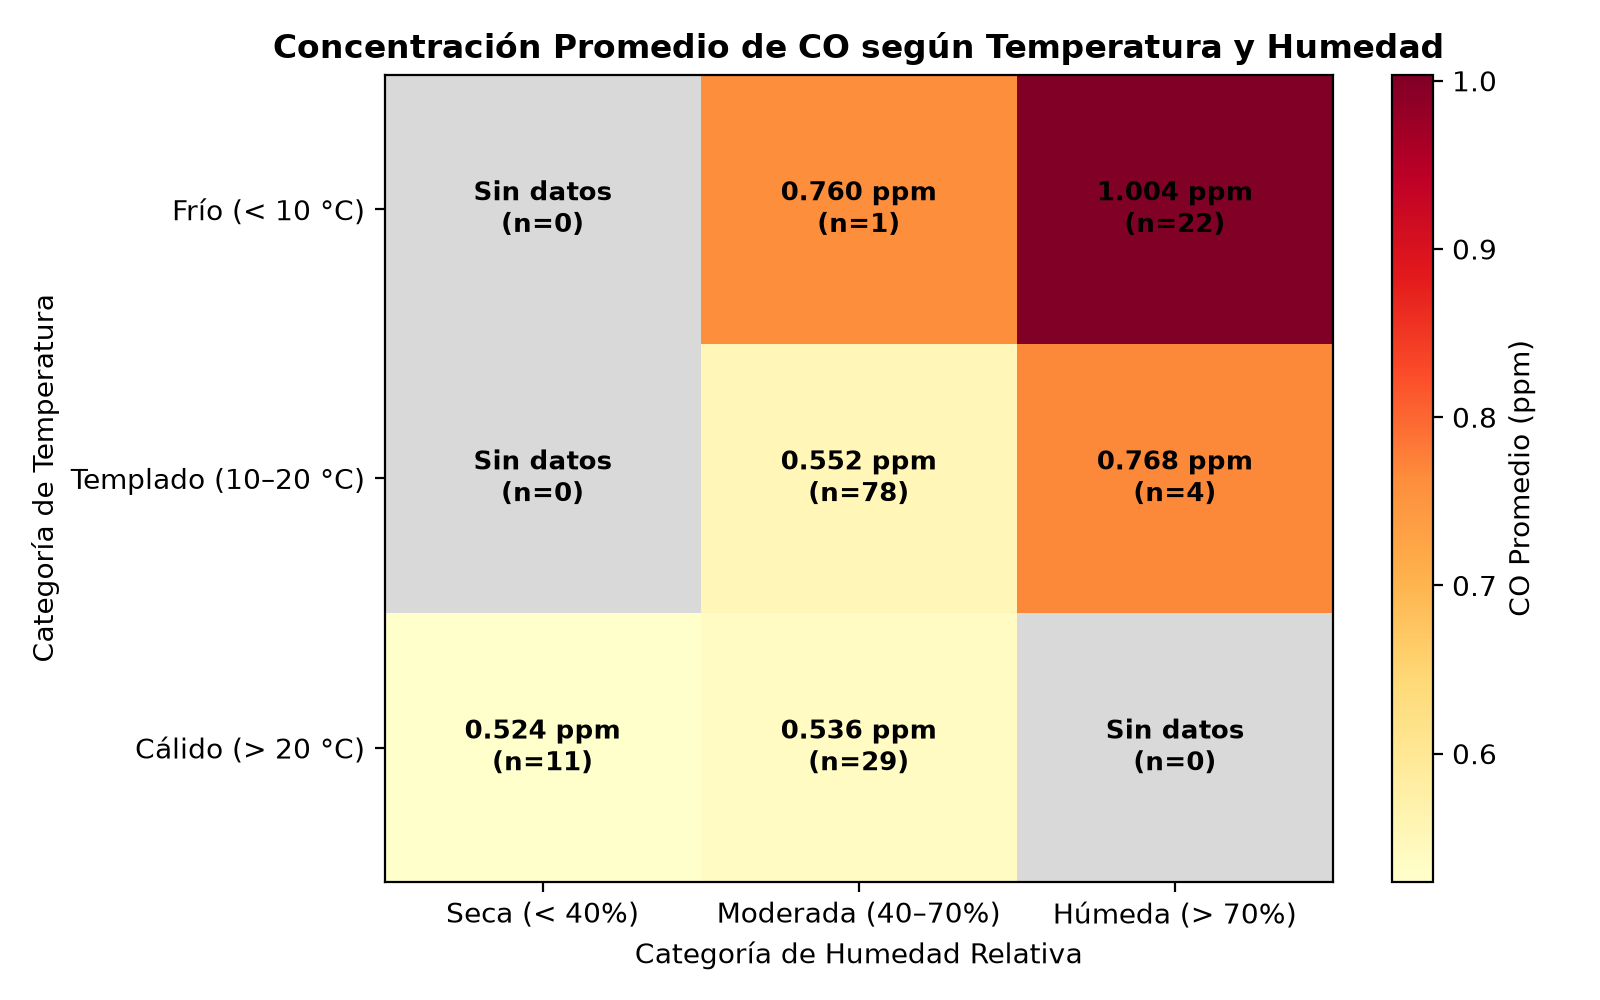 Concentración Promedio de CO según Temperatura y Humedad
Categoría de Temperatura
Frío (< 10 °C)
Sin datos
(n=0)
0.760 ppm
(n=1)
1.004 ppm
(n=22)
Templado (10–20 °C)
Sin datos
(n=0)
0.552 ppm
(n=78)
0.768 ppm
(n=4)
Cálido (> 20 °C)
0.524 ppm
(n=11)
0.536 ppm
(n=29)
Sin datos
(n=0)
Seca (< 40%)
Moderada (40–70%)
Húmeda (> 70%)
Categoría de Humedad Relativa
1.0
0.9
0.8
0.7
0.6
CO Promedio (ppm)